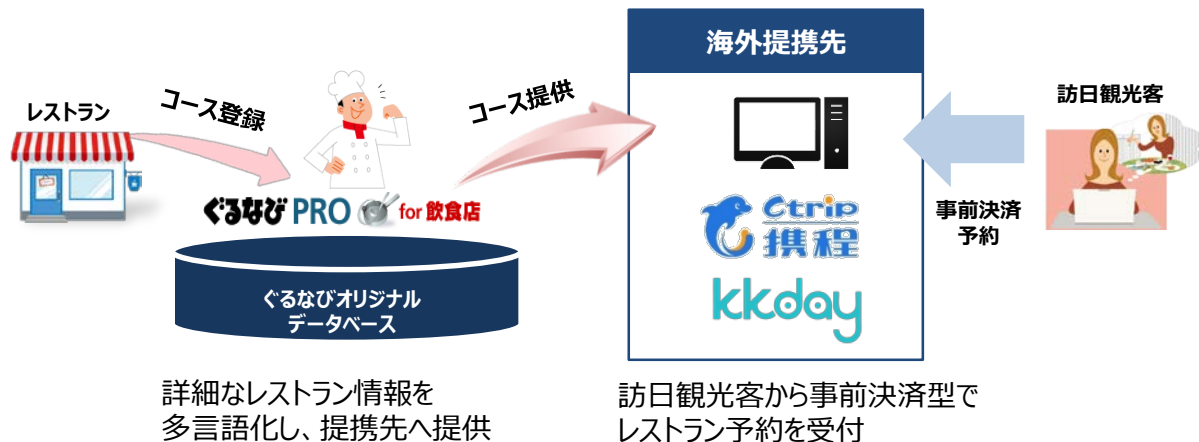 レストラン
コース登録
ぐるなび PRO for 飲食店
ぐるなびオリジナル
データベース
詳細なレストラン情報を
多言語化し、提携先へ提供
コース提供
海外提携先
Ctrip
携程
kkday
訪日観光客から事前決済型で
レストラン予約を受付
訪日観光客
事前決済
予約